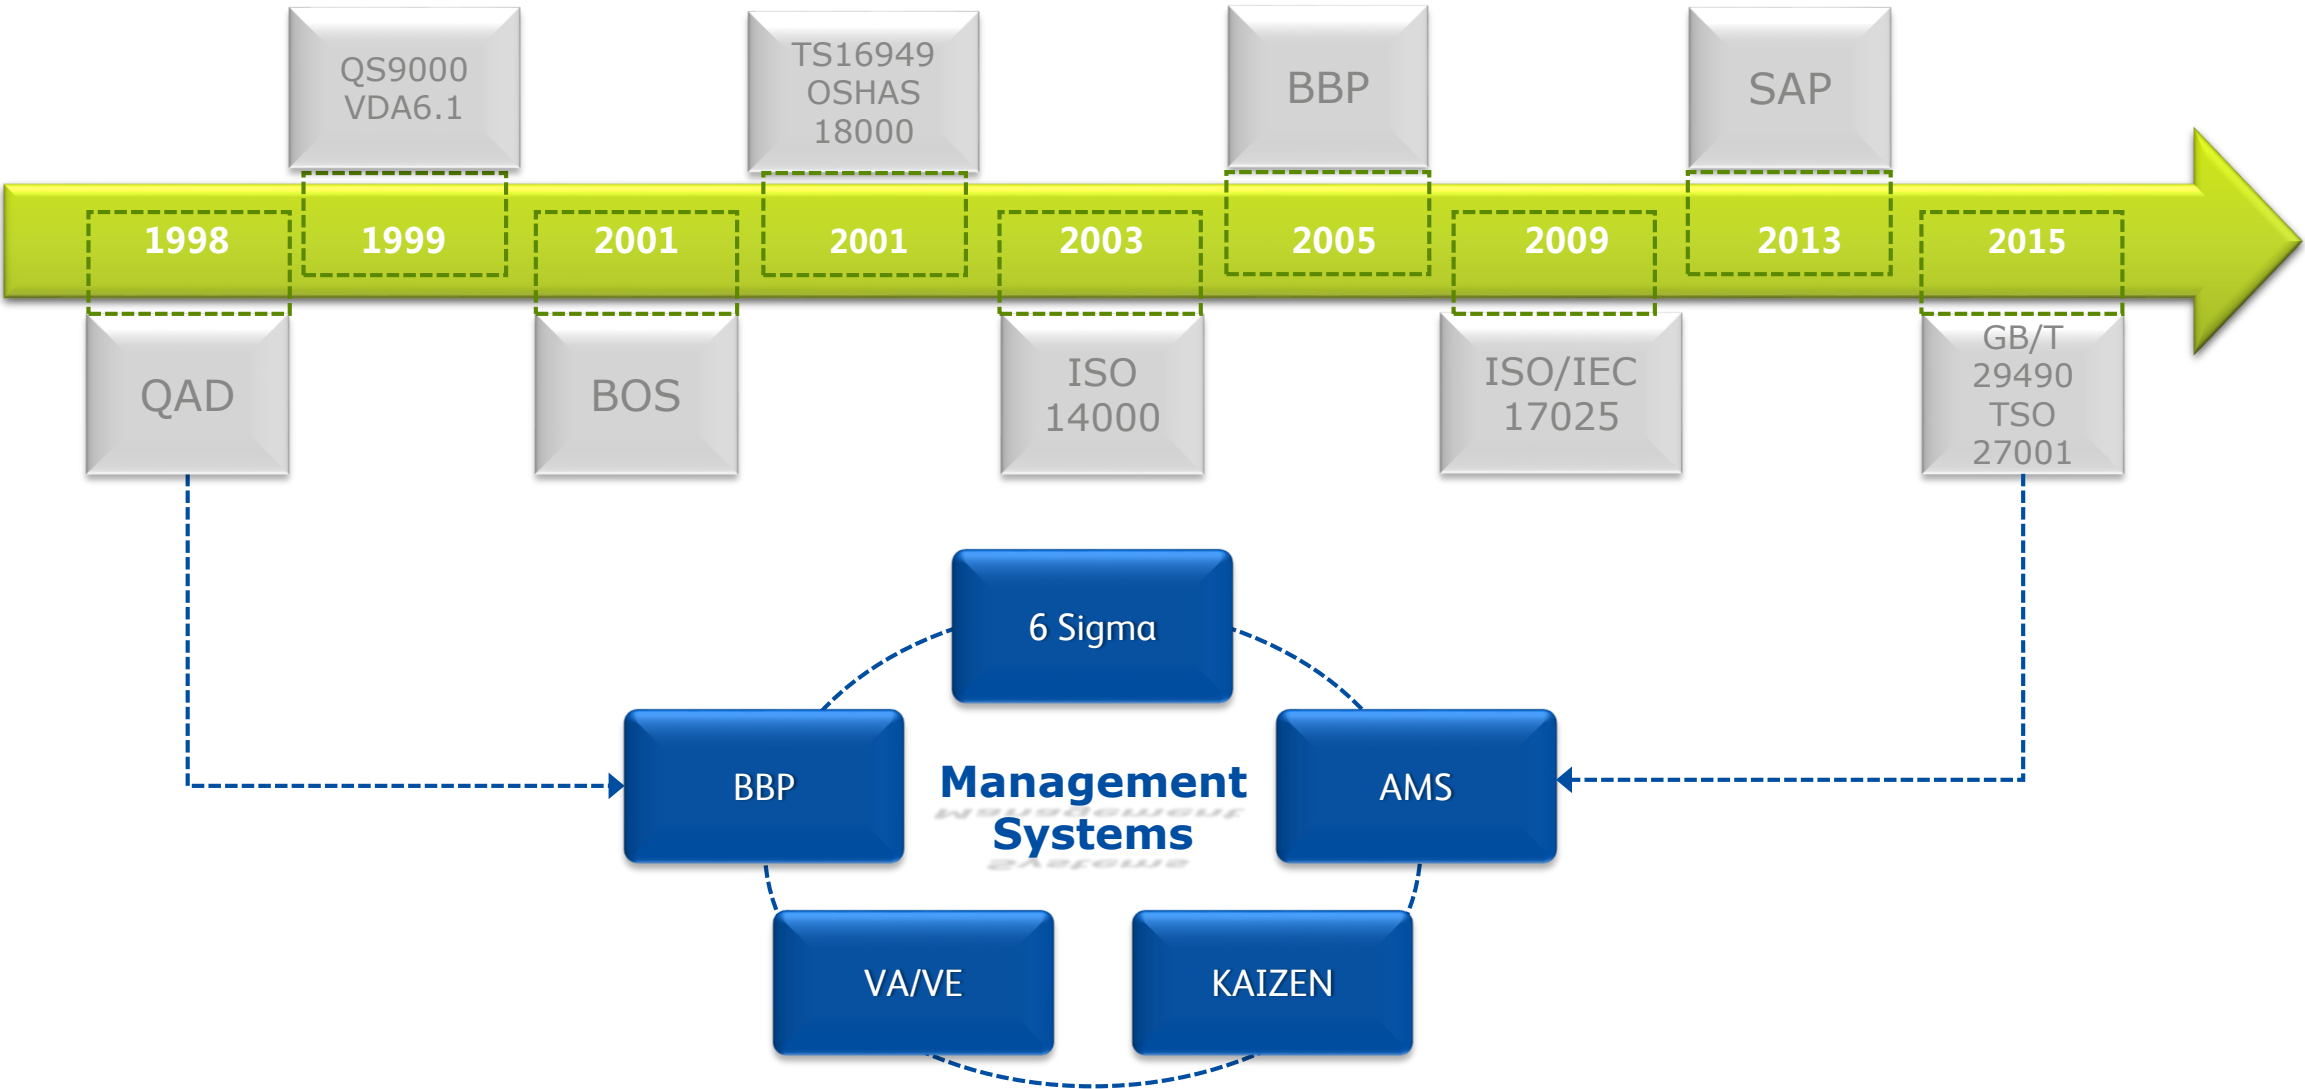 QS9000
VDA6.1
TS16949
OSHAS
18000
BBP
SAP
1998
1999
2001
2001
2003
2005
2009
2013
2015
QAD
BOS
ISO
14000
ISO/IEC
17025
GB/T
29490
TSO
27001
6 Sigma
BBP
Management
Systems
AMS
VA/VE
KAIZEN